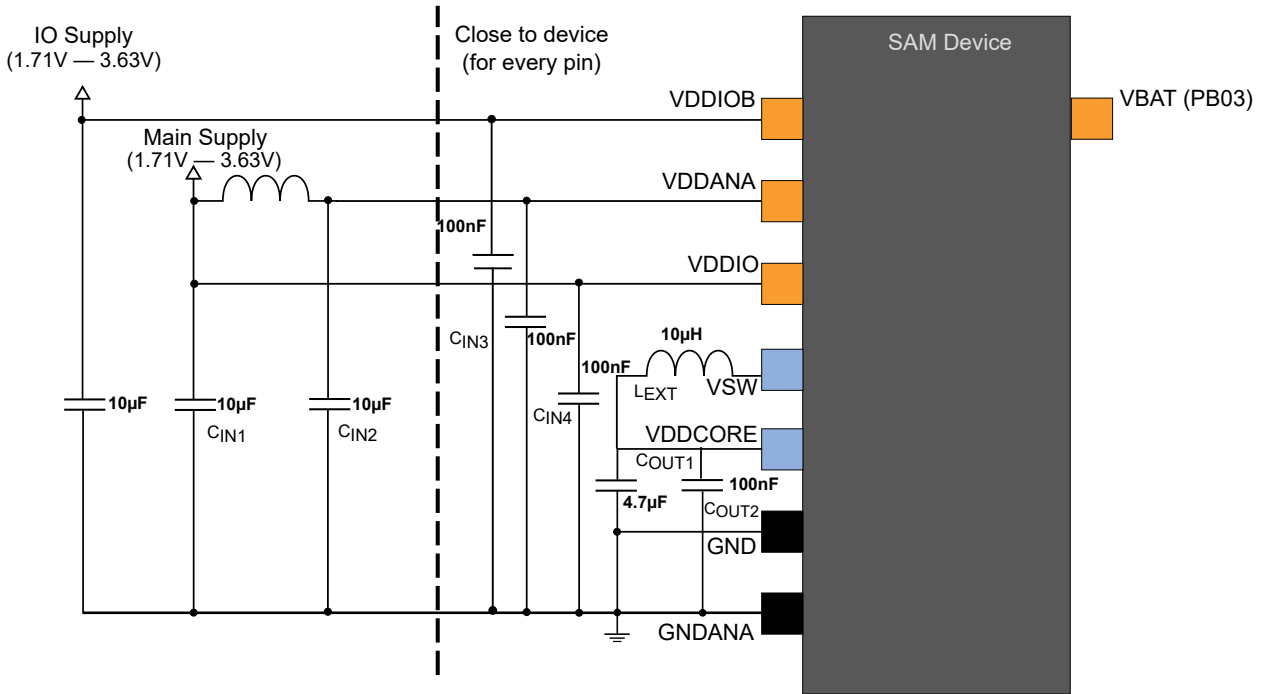 IO Supply
(1.71V — 3.63V)
Close to device
(for every pin)
SAM Device
VDDIOB
VBAT (PB03)
Main Supply
(1.71V — 3.63V)
VDDANA
100nF
VDDIO
CIN3
100nF
10µH
100nF
LEXT
VSW
10µF
10µF
10µF
CIN1
CIN2
CIN4
VDDCORE
COUT1
100nF
4.7µF
COUT2
GND
GNDANA